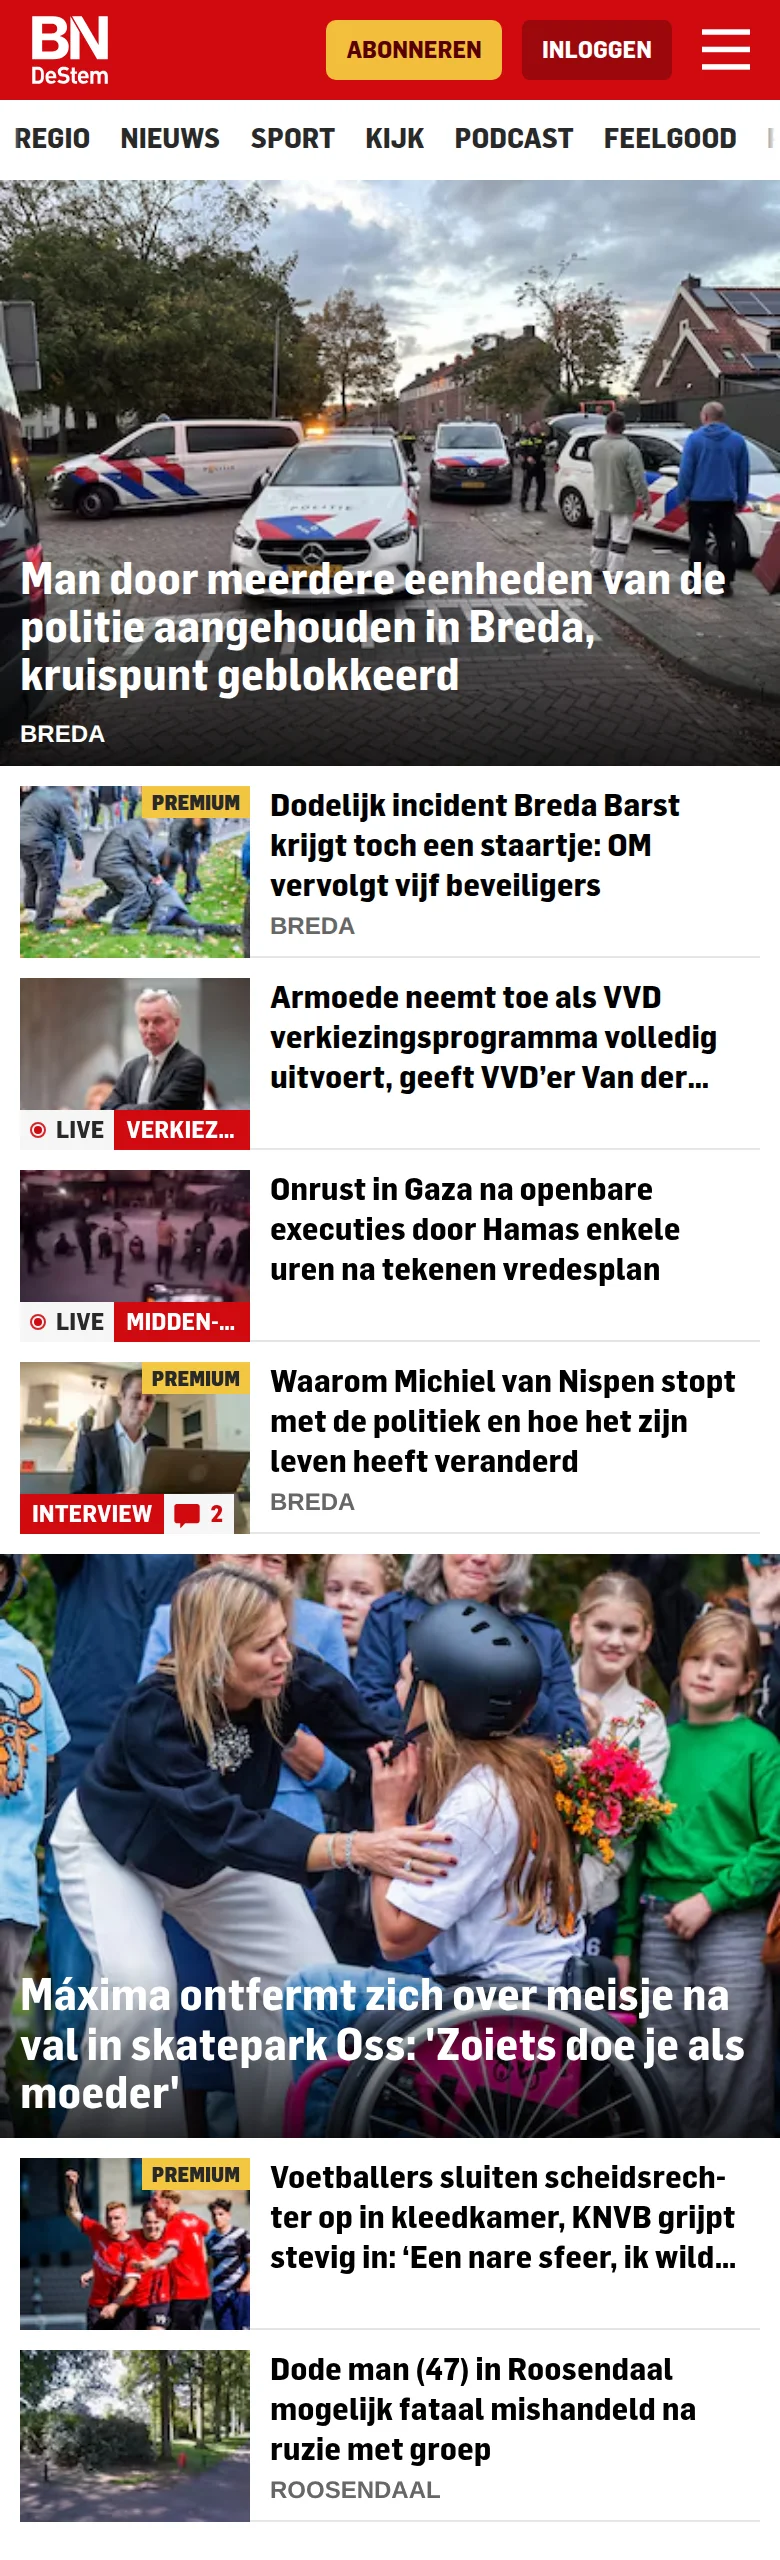 BN
DeStem
ABONNEREN
INLOGGEN
REGIO NIEUWS SPORT KIJK PODCAST FEELGOOD
POLITIE
Man door meerdere eenheden van de
politie aangehouden in Breda,
kruispunt geblokkeerd
BREDA
PREMIUM
Dodelijk incident Breda Barst
krijgt toch een staartje: OM
vervolgt vijf beveiligers
BREDA
Armoede neemt toe als VVD
verkiezingsprogramma volledig
uitvoert, geeft VVD’er Van der...
LIVE VERKIEZ...
Onrust in Gaza na openbare
executies door Hamas enkele
uren na tekenen vredesplan
LIVE MIDDEN-...
PREMIUM
Waarom Michiel van Nispen stopt
met de politiek en hoe het zijn
leven heeft veranderd
BREDA
INTERVIEW 2
Máxima ontfermt zich over meisje na
val in skatepark Oss: 'Zoiets doe je als
moeder'
PREMIUM
Voetballers sluiten scheidsrech-
ter op in kleedkamer, KNVB grijpt
stevig in: ‘Een nare sfeer, ik wild...
Dode man (47) in Roosendaal
mogelijk fataal mishandeld na
ruzie met groep
ROOSENDAAL